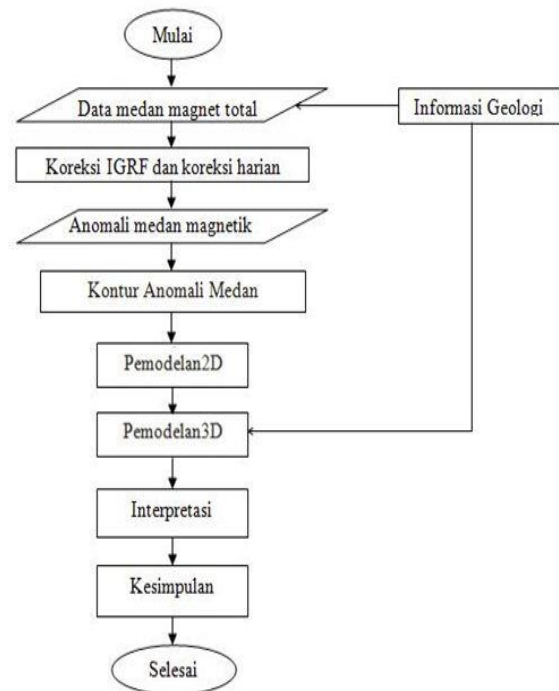 Mulai
Data medan magnet total
Informasi Geologi
Koreksi IGRF dan koreksi harian
Anomali medan magnetik
Kontur Anomali Medan
Pemodelan2D
Pemodelan3D
Interpretasi
Kesimpulan
Selesai